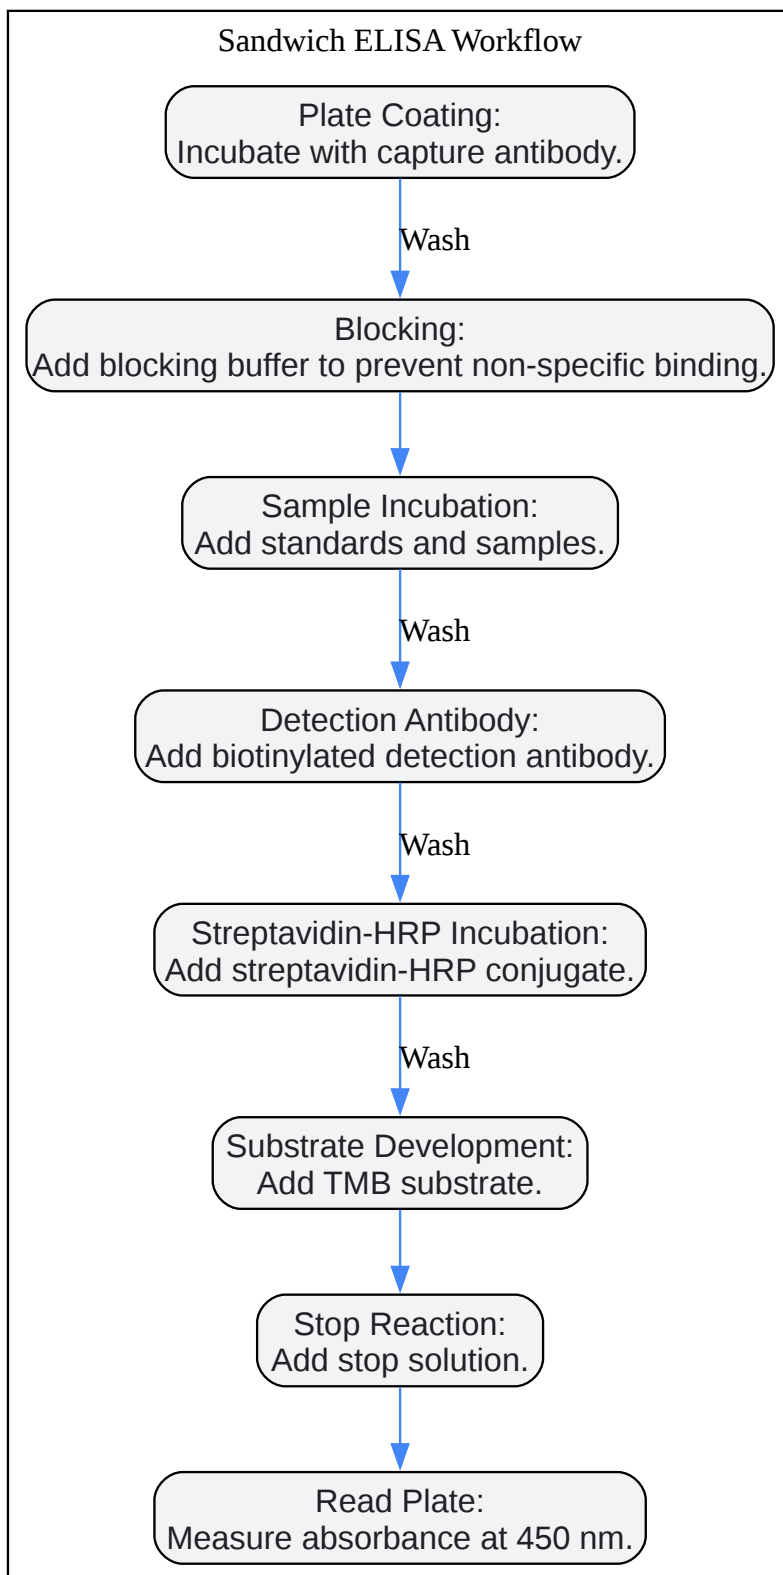 Sandwich ELISA Workflow
Plate Coating:
Incubate with capture antibody.
Wash
Blocking:
Add blocking buffer to prevent non-specific binding.
Sample Incubation:
Add standards and samples.
Wash
Detection Antibody:
Add biotinylated detection antibody.
Wash
Streptavidin-HRP Incubation:
Add streptavidin-HRP conjugate.
Wash
Substrate Development:
Add TMB substrate.
Stop Reaction:
Add stop solution.
Read Plate:
Measure absorbance at 450 nm.